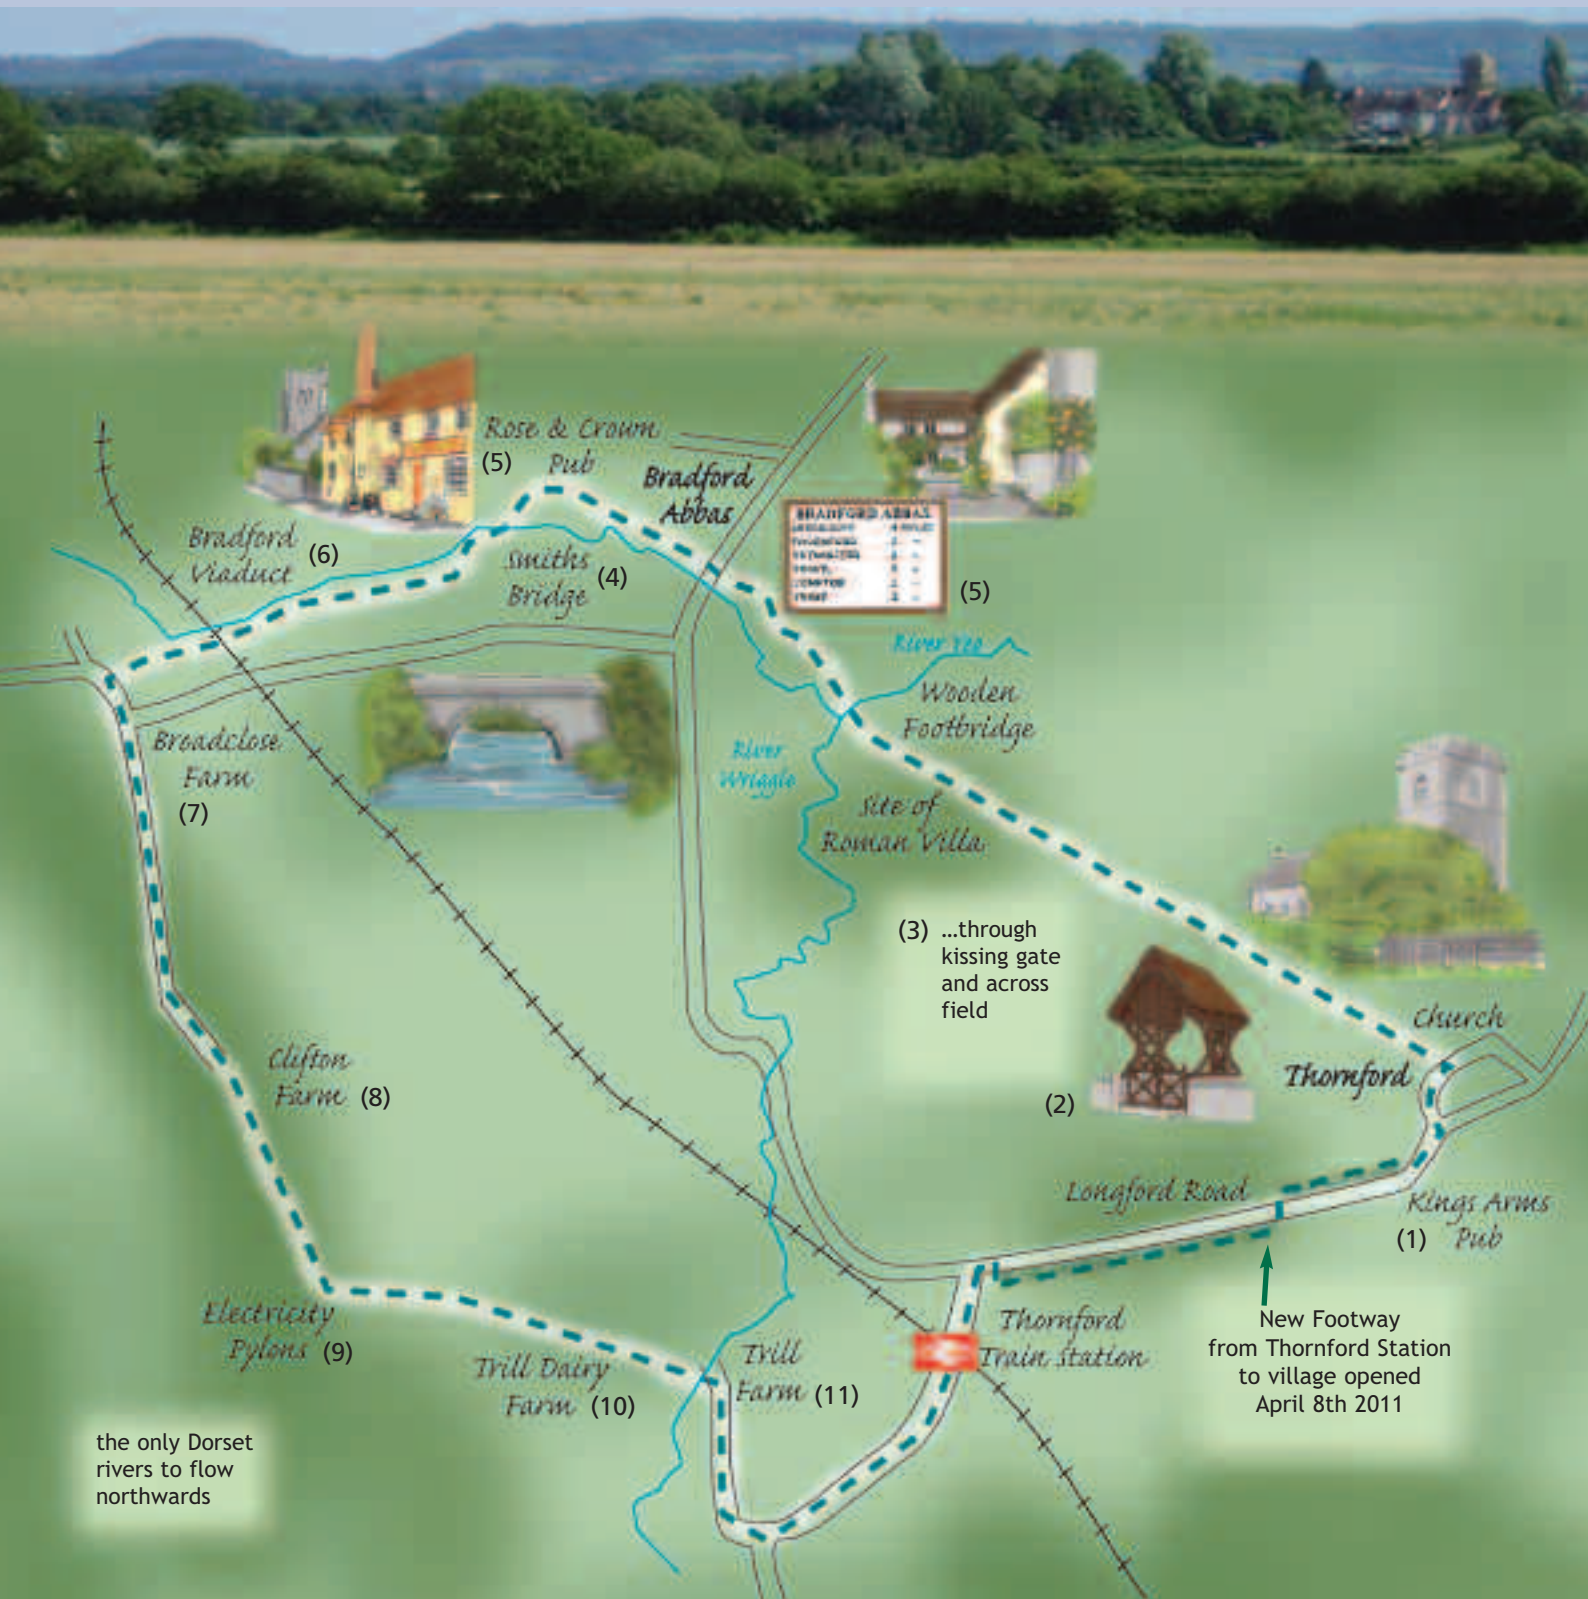 Rose & Crown
(5)
Pub
Bradford
Abbas
BRADFORD ABBAS
(5)
Bradford
Viaduct
(6)
Smiths
Bridge
(4)
River Yeo
Wooden
Footbridge
River
Wriggle
Broadclose
Farm
(7)
Site of
Roman Villa
(3) ...through
kissing gate
and across
field
Church
Thornford
(2)
Clifton
Farm (8)
Longford Road
Kings Arms
(1) Pub
Electricity
Pylons (9)
Trill Dairy
Farm (10)
Trill
Farm (11)
Thornford
Train Station
New Footway
from Thornford Station
to village opened
April 8th 2011
the only Dorset
rivers to flow
northwards